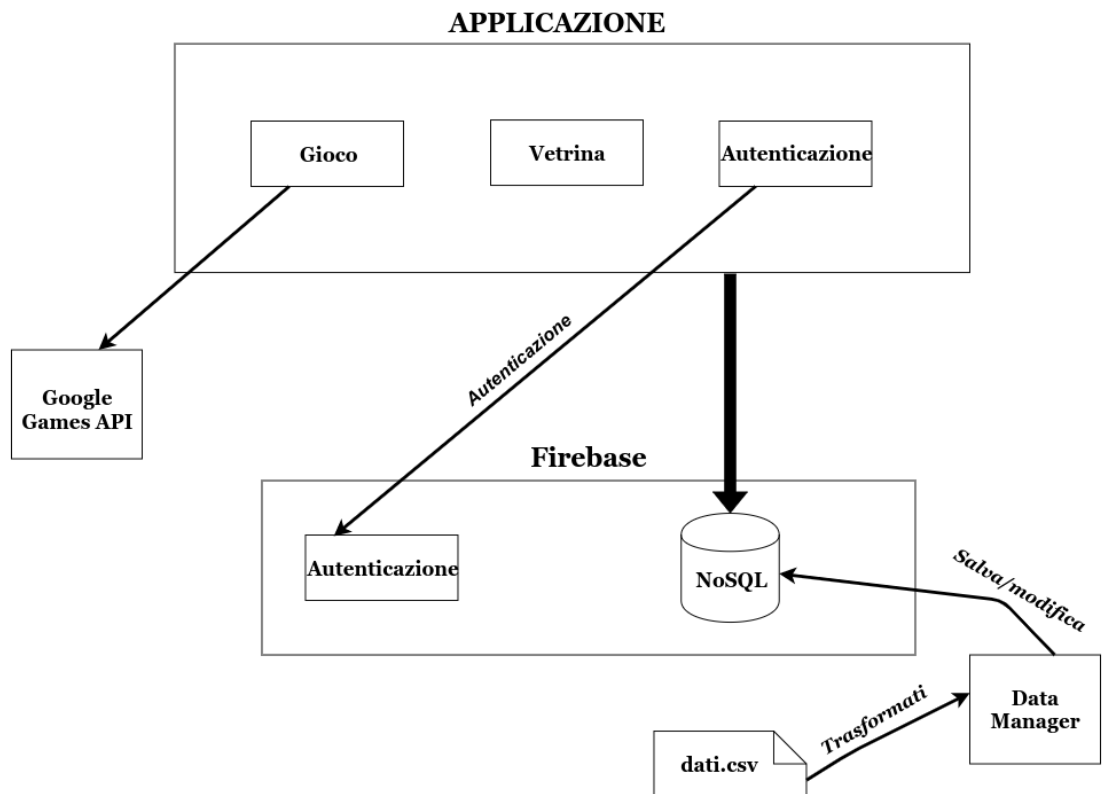 APPLICAZIONE
Gioco
Vetrina
Autenticazione
Autenticazione
Google
Games API
Firebase
Autenticazione
NoSQL
Salva/modifica
Data
Manager
Trasformati
dati.csv